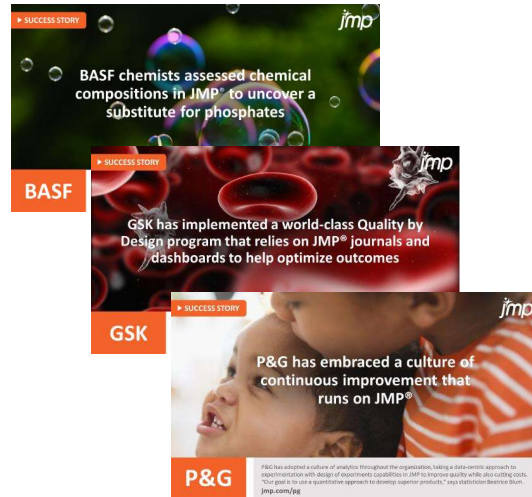 ▶ SUCCESS STORY
jmp
BASF chemists assessed chemical
compositions in JMP® to uncover a
substitute for phosphates
BASF
▶ SUCCESS STORY
jmp
GSK has implemented a world-class Quality by
Design program that relies on JMP® journals and
dashboards to help optimize outcomes
GSK
▶ SUCCESS STORY
jmp
P&G has embraced a culture of
continuous improvement that
runs on JMP®
P&G
P&G has adopted a culture of analytics throughout the organization, taking a data-centric approach to
experimentation with design of experiments capabilities in JMP to improve quality while also cutting costs.
"Our goal is to use a quantitative approach to develop superior products," says statistician Beatrice Blum.
jmp.com/pg